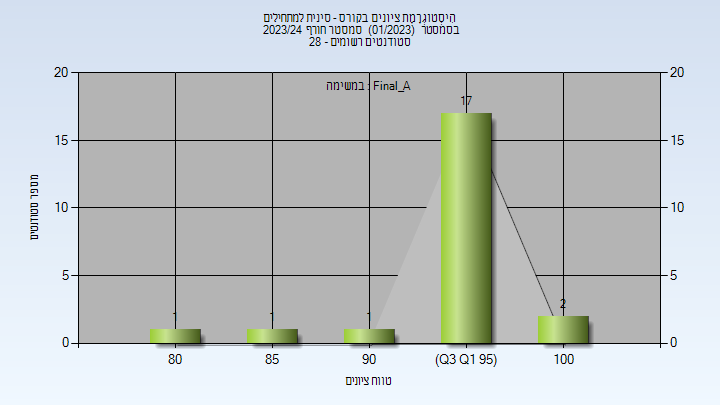 היסטוגרמת ציונים בקורס - סינית למתחילים
בסמסטר (01/2023) סמסטר חורף 2023/24
סטודנטים רשומים - 28
במשימה : Final_A
20
15
10
5
0
20
15
10
5
0
מספר סטודנטים
1
1
1
17
2
80
85
90
(Q3 Q1 95)
100
טווח ציונים